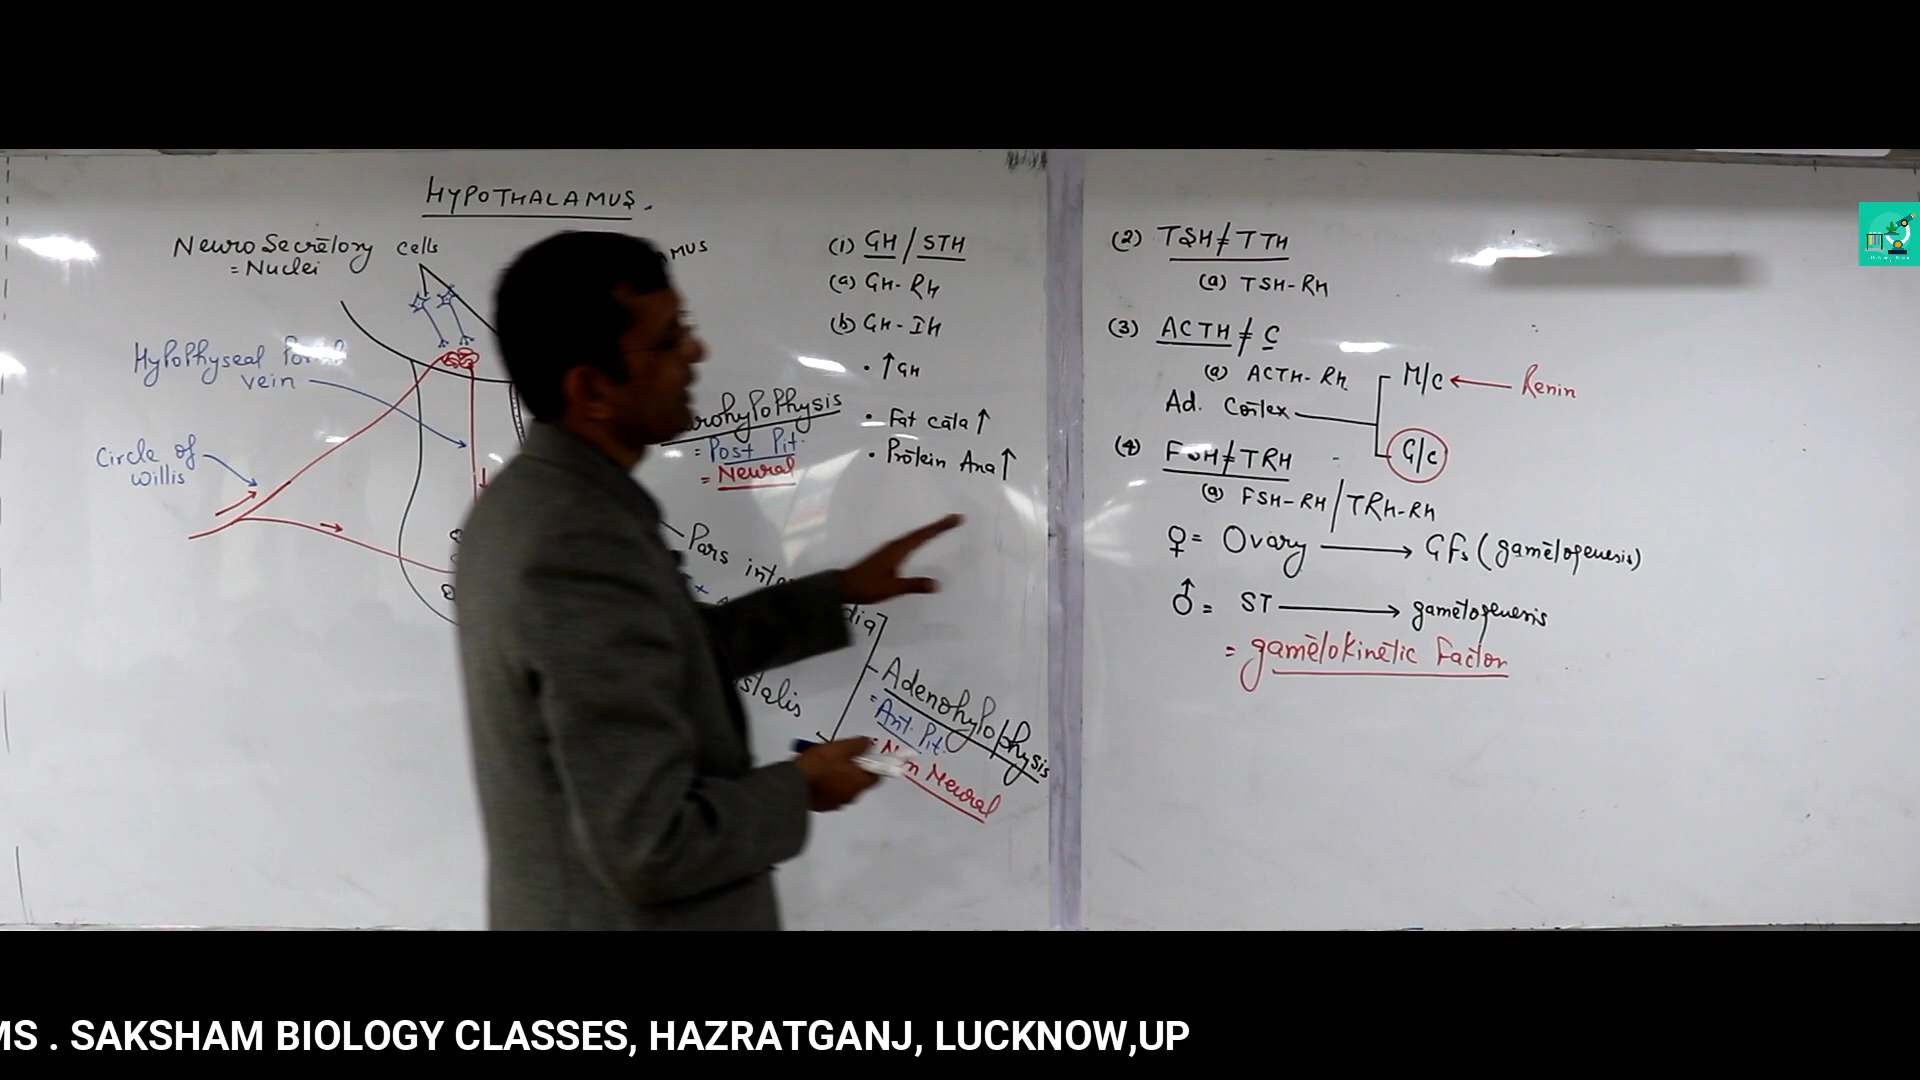 HYPOTHALAMUS.
NeuroSecretory cells
= Nuclei
Hypophyseal Portal
vein
Circle of
willis
= Post Pit.
= Neural
Pars
Adenohypophysis
= Ant. Pit.
Neural
(1) GH / STH
(a) GH-RH
(b) GH-IH
• ↑GH
• Fat cata ↑
• Protein Ana ↑
(2) TSH/=TTH
(a) TSH-RH
(3) ACTH/= C
(a) ACTH-RH
Ad. Cortex
M/C ← Renin
G/C
(4) FSH/=TRH
(a) FSH-RH / TRH-RH
♀ = Ovary → GFs (gametogenesis)
♂ = ST → gametogenesis
= gametokinetic Factor
MS . SAKSHAM BIOLOGY CLASSES, HAZRATGANJ, LUCKNOW,UP